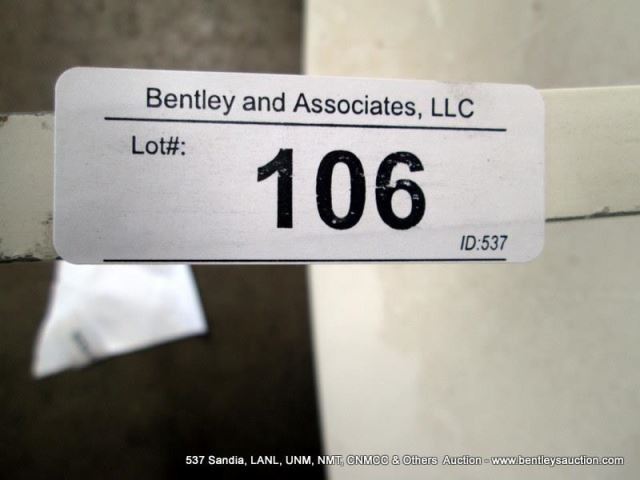 Bentley and Associates, LLC
Lot#:
106
ID:537
537 Sandia, LANL, UNM, NMT, CNMCC & Others Auction - www.bentleysauction.com